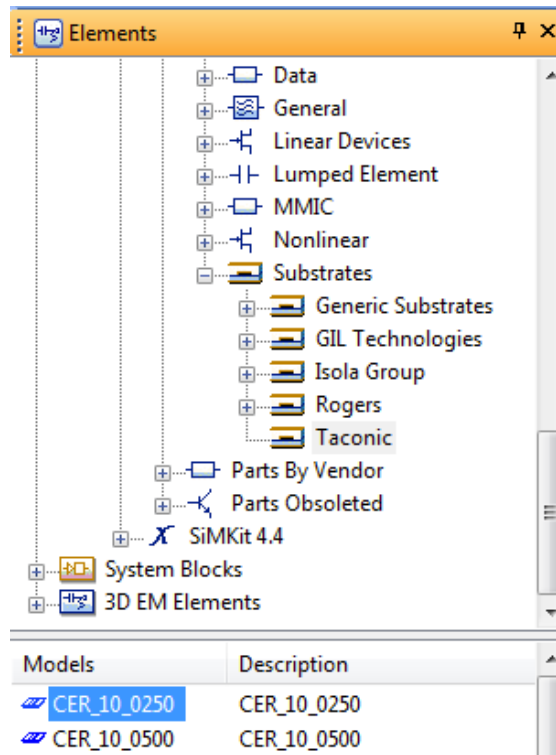 Elements
Data
General
Linear Devices
Lumped Element
MMIC
Nonlinear
Substrates
Generic Substrates
GIL Technologies
Isola Group
Rogers
Taconic
Parts By Vendor
Parts Obsoleted
SiMKit 4.4
System Blocks
3D EM Elements
Models Description
CER_10_0250 CER_10_0250
CER_10_0500 CER_10_0500